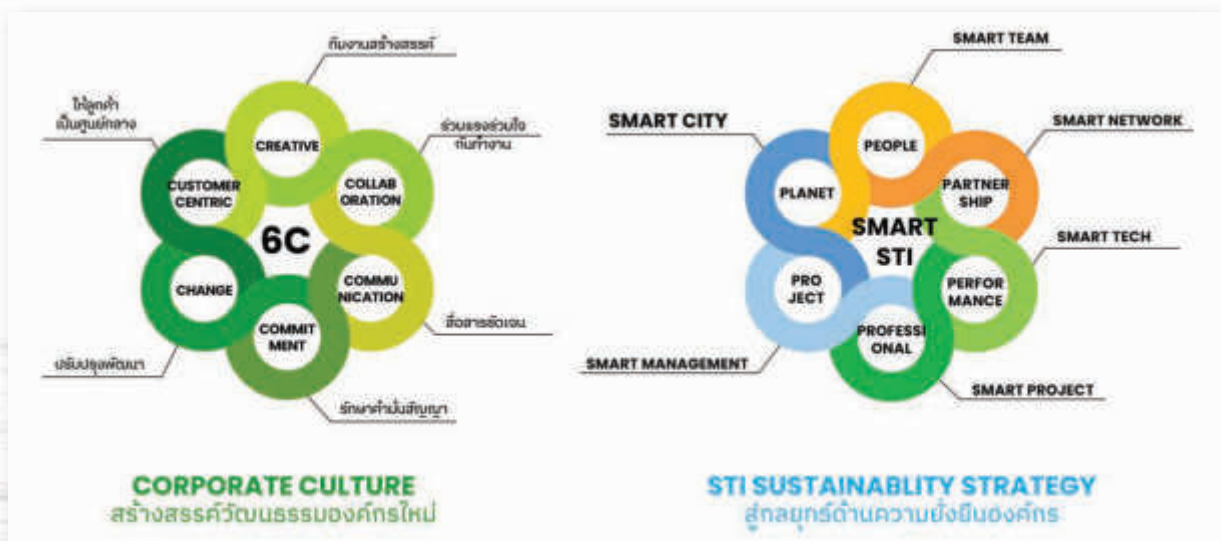 ทีมงานสร้างสรรค์
ให้ลูกค้า
เป็นศูนย์กลาง
CREATIVE
ร่วมแรงร่วมใจ
กันทำงาน
CUSTOMER
CENTRIC
COLLAB
ORATION
6C
CHANGE
COMMU
NICATION
COMMIT
MENT
สื่อสารชัดเจน
ปรับปรุงพัฒนา
รักษาคำมั่นสัญญา
CORPORATE CULTURE
สร้างสรรค์วัฒนธรรมองค์กรใหม่
SMART TEAM
SMART CITY
PEOPLE
SMART NETWORK
PLANET
PARTNER
SHIP
SMART
STI
SMART TECH
PRO
JECT
PERFOR
MANCE
PROFESSI
ONAL
SMART MANAGEMENT
SMART PROJECT
STI SUSTAINABLITY STRATEGY
สู่กลยุทธ์ด้านความยั่งยืนองค์กร